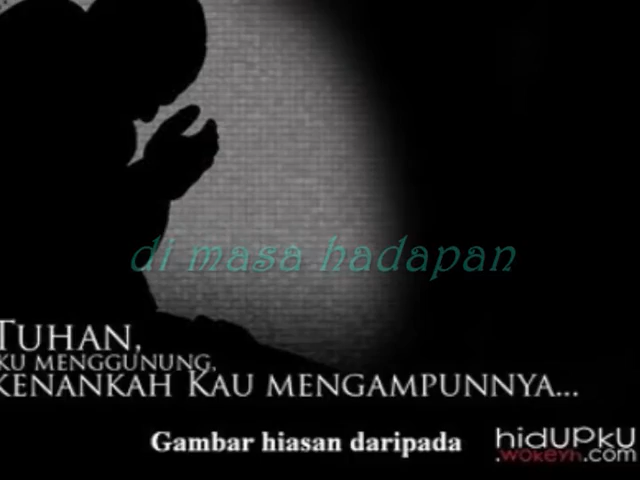 di masa hadapan
TUHAN,
KU MENGGUNUNG,
KENANKAH KAU MENGAMPUNNYA...
Gambar hiasan daripada
hidUPkU
.wokeyh.com